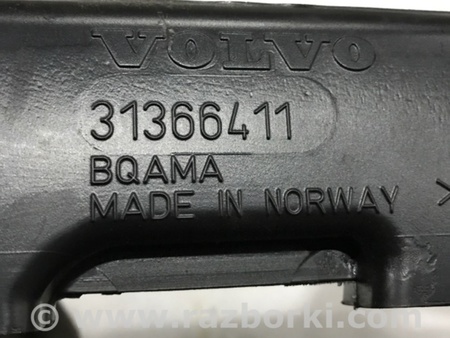 VOLVO
31366411
BQAMA
MADE IN NORWAY >
© www.razborki.com